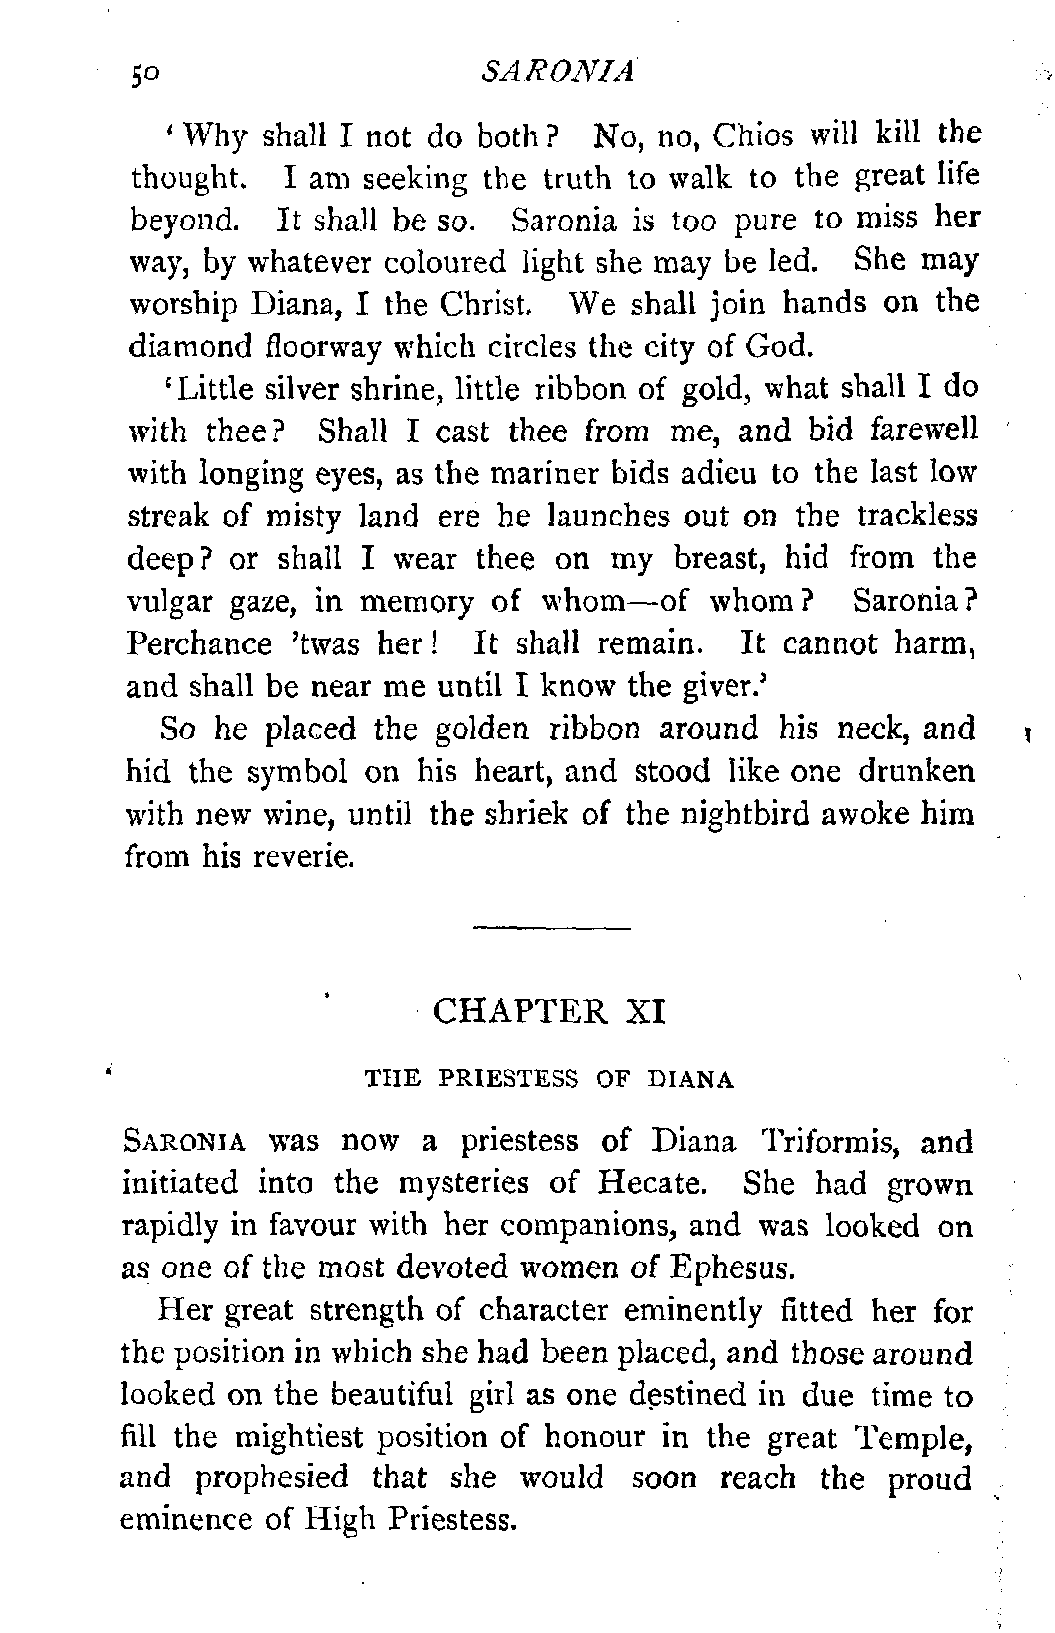 50 SARONIA
‘Why shall I not do both? No, no, Chios will kill the
thought. I am seeking the truth to walk to the great life
beyond. It shall be so. Saronia is too pure to miss her
way, by whatever coloured light she may be led. She may
worship Diana, I the Christ. We shall join hands on the
diamond floorway which circles the city of God.
‘Little silver shrine, little ribbon of gold, what shall I do
with thee? Shall I cast thee from me, and bid farewell
with longing eyes, as the mariner bids adieu to the last low
streak of misty land ere he launches out on the trackless
deep? or shall I wear thee on my breast, hid from the
vulgar gaze, in memory of whom—of whom? Saronia?
Perchance ’twas her! It shall remain. It cannot harm,
and shall be near me until I know the giver.’
So he placed the golden ribbon around his neck, and
hid the symbol on his heart, and stood like one drunken
with new wine, until the shriek of the nightbird awoke him
from his reverie.
CHAPTER XI
THE PRIESTESS OF DIANA
SARONIA was now a priestess of Diana Triformis, and
initiated into the mysteries of Hecate. She had grown
rapidly in favour with her companions, and was looked on
as one of the most devoted women of Ephesus.
Her great strength of character eminently fitted her for
the position in which she had been placed, and those around
looked on the beautiful girl as one destined in due time to
fill the mightiest position of honour in the great Temple,
and prophesied that she would soon reach the proud
eminence of High Priestess.